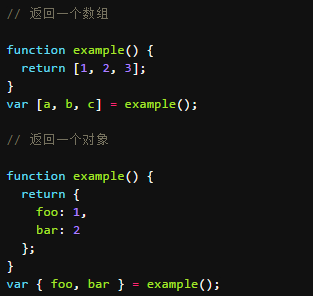 // 返回一个数组
function example() {
  return [1, 2, 3];
}
var [a, b, c] = example();
// 返回一个对象
function example() {
  return {
    foo: 1,
    bar: 2
  };
}
var { foo, bar } = example();